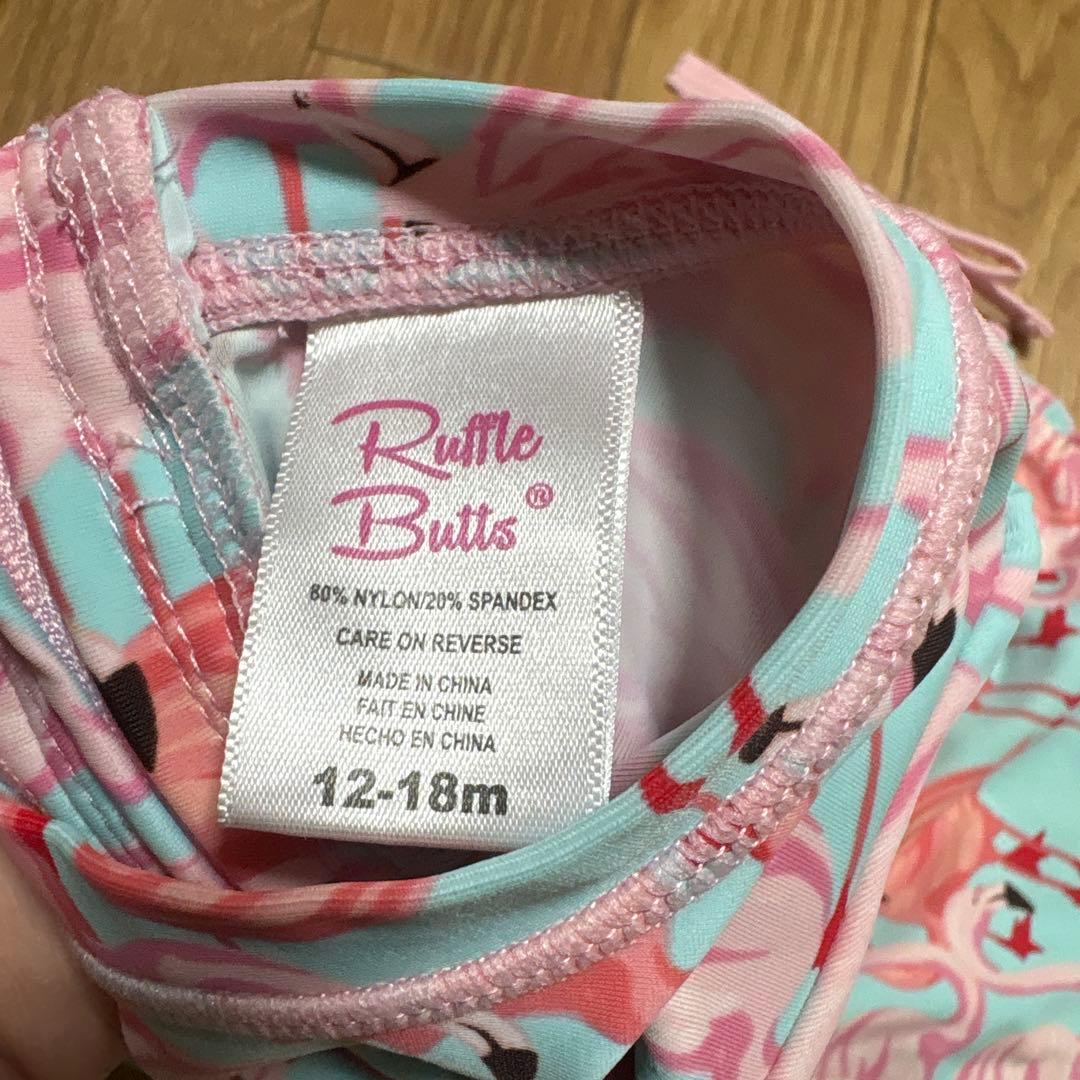 Ruffle
Butts®
80% NYLON/20% SPANDEX
CARE ON REVERSE
MADE IN CHINA
FAIT EN CHINE
HECHO EN CHINA
12-18m